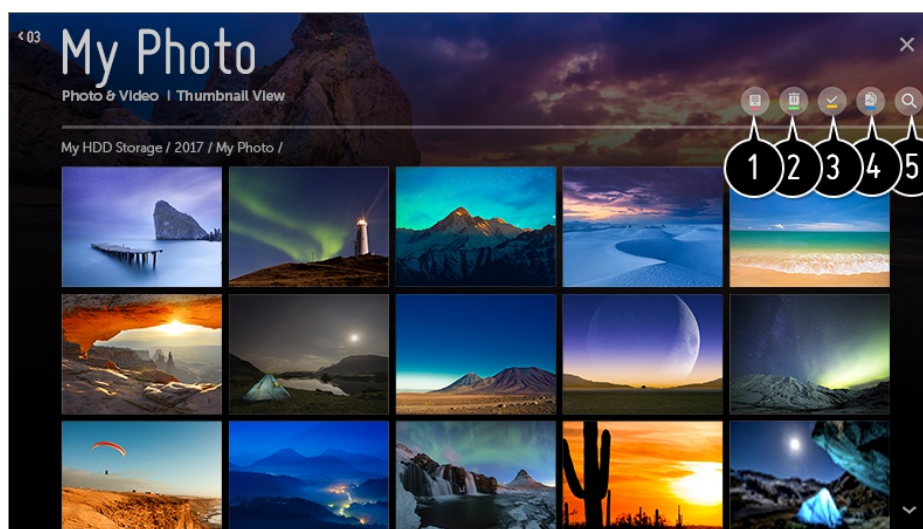 03
My Photo
Photo & Video | Thumbnail View
1 2 3 4 5
My HDD Storage / 2017 / My Photo /